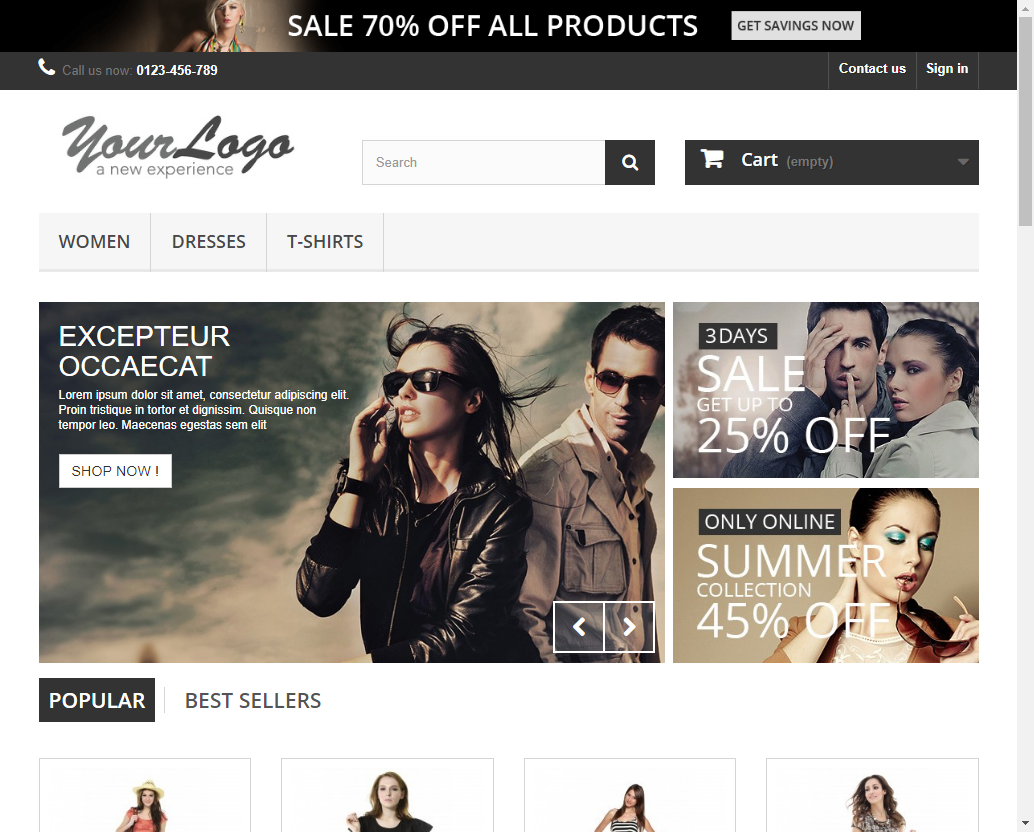 SALE 70% OFF ALL PRODUCTS
GET SAVINGS NOW
Call us now: 0123-456-789
Contact us
Sign in
YourLogo
a new experience
Search
Cart (empty)
WOMEN
DRESSES
T-SHIRTS
EXCEPTEUR
OCCAECAT
Lorem ipsum dolor sit amet, consectetur adipiscing elit.
Proin tristique in tortor et dignissim. Quisque non
tempor leo. Maecenas egestas sem elit
SHOP NOW !
3 DAYS
SALE
GET UP TO
25% OFF
ONLY ONLINE
SUMMER
COLLECTION
45% OFF
POPULAR
BEST SELLERS